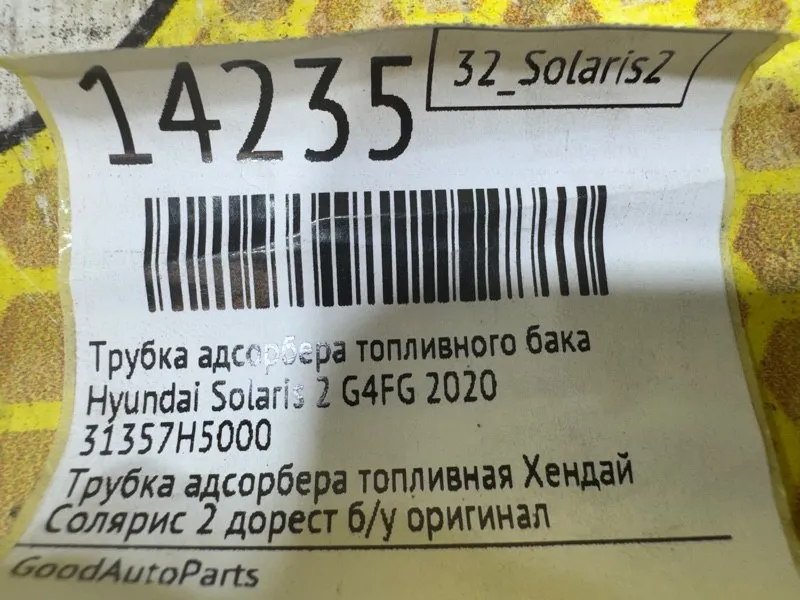 14235
32_Solaris2
Трубка адсорбера топливного бака
Hyundai Solaris 2 G4FG 2020
31357H5000
Трубка адсорбера топливная Хендай
Солярис 2 дорест б/у оригинал
GoodAutoParts